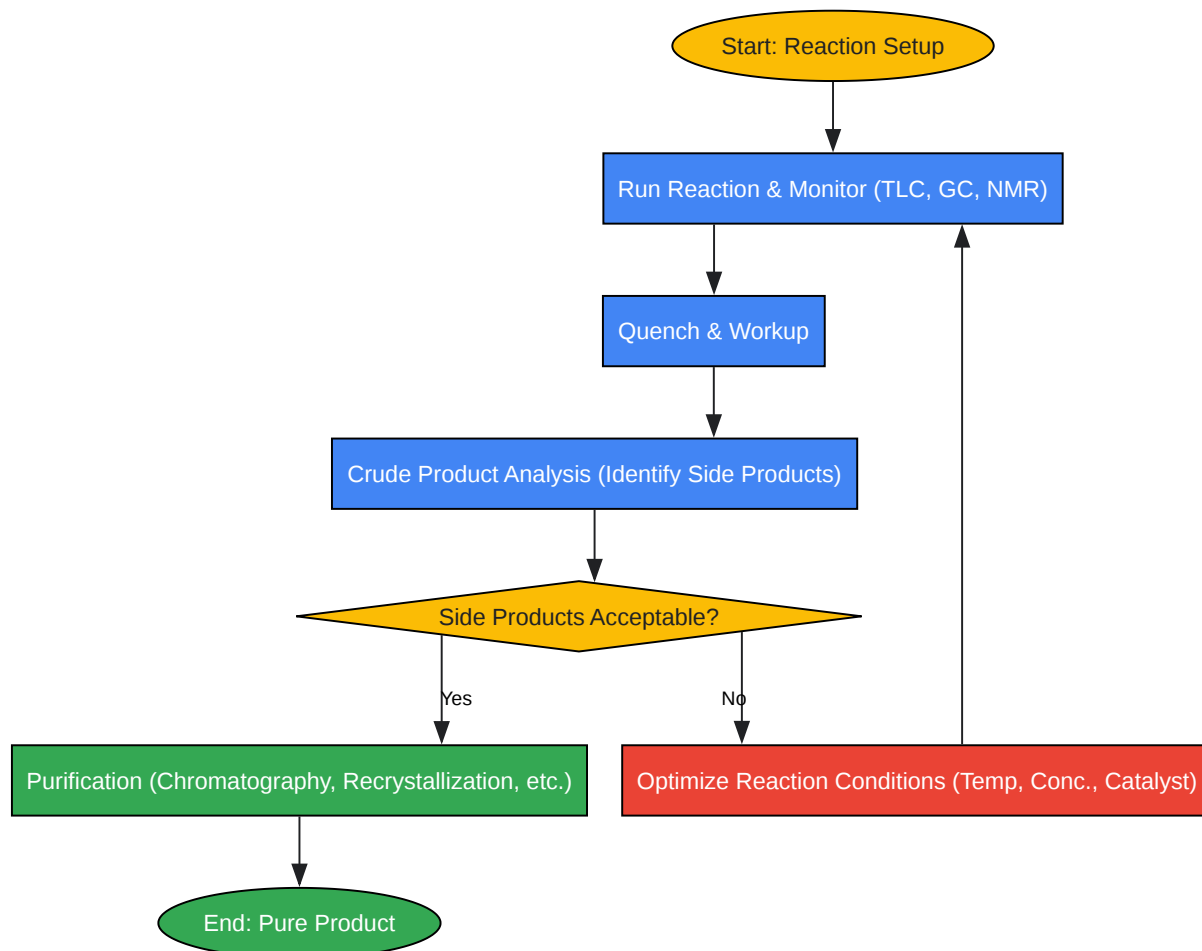 Start: Reaction Setup
Run Reaction & Monitor (TLC, GC, NMR)
Quench & Workup
Crude Product Analysis (Identify Side Products)
Side Products Acceptable?
Yes
No
Purification (Chromatography, Recrystallization, etc.)
Optimize Reaction Conditions (Temp, Conc., Catalyst)
End: Pure Product